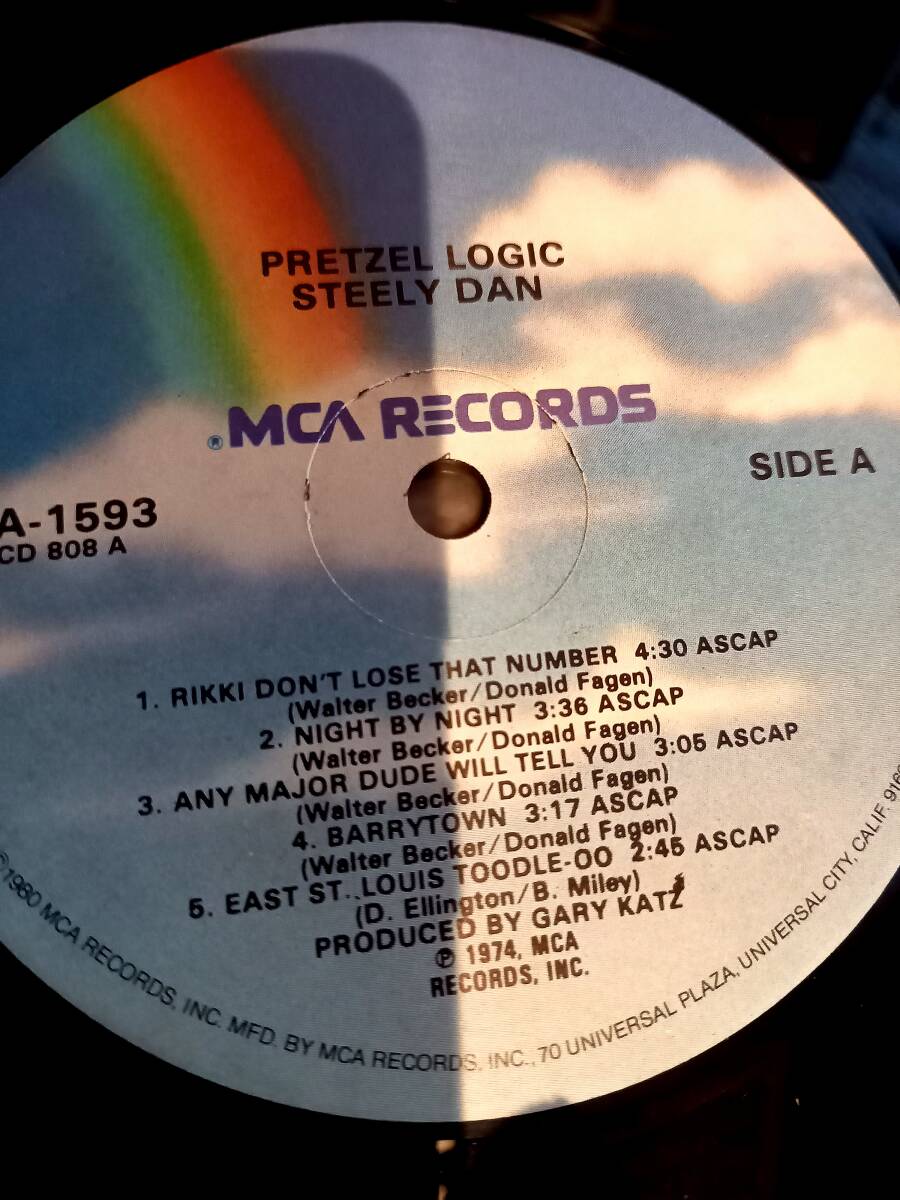 PRETZEL LOGIC
STEELY DAN
® MCA RECORDS
SIDE A
A-1593
CD 808 A
1. RIKKI DON'T LOSE THAT NUMBER 4:30 ASCAP
(Walter Becker/Donald Fagen)
2. NIGHT BY NIGHT 3:36 ASCAP
(Walter Becker/Donald Fagen)
3. ANY MAJOR DUDE WILL TELL YOU 3:05 ASCAP
(Walter Becker/Donald Fagen)
4. BARRYTOWN 3:17 ASCAP
(Walter Becker/Donald Fagen)
5. EAST ST. LOUIS TOODLE-OO 2:45 ASCAP
(D. Ellington/B. Miley)
PRODUCED BY GARY KATZ
℗ 1974, MCA
RECORDS, INC.
©1980 MCA RECORDS, INC. MFD. BY MCA RECORDS, INC., 70 UNIVERSAL PLAZA, UNIVERSAL CITY, CALIF. 916